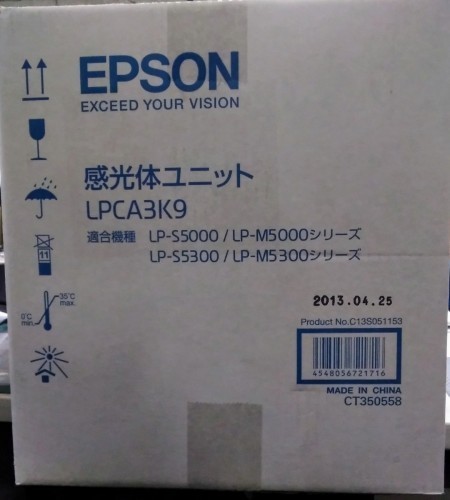 EPSON
EXCEED YOUR VISION
感光体ユニット
LPCA3K9
適合機種 LP-S5000 / LP-M5000シリーズ
LP-S5300 / LP-M5300シリーズ
11
35℃
max.
0℃
min.
2013.04.25
Product No.C13S051153
4548056721716
MADE IN CHINA
CT350558